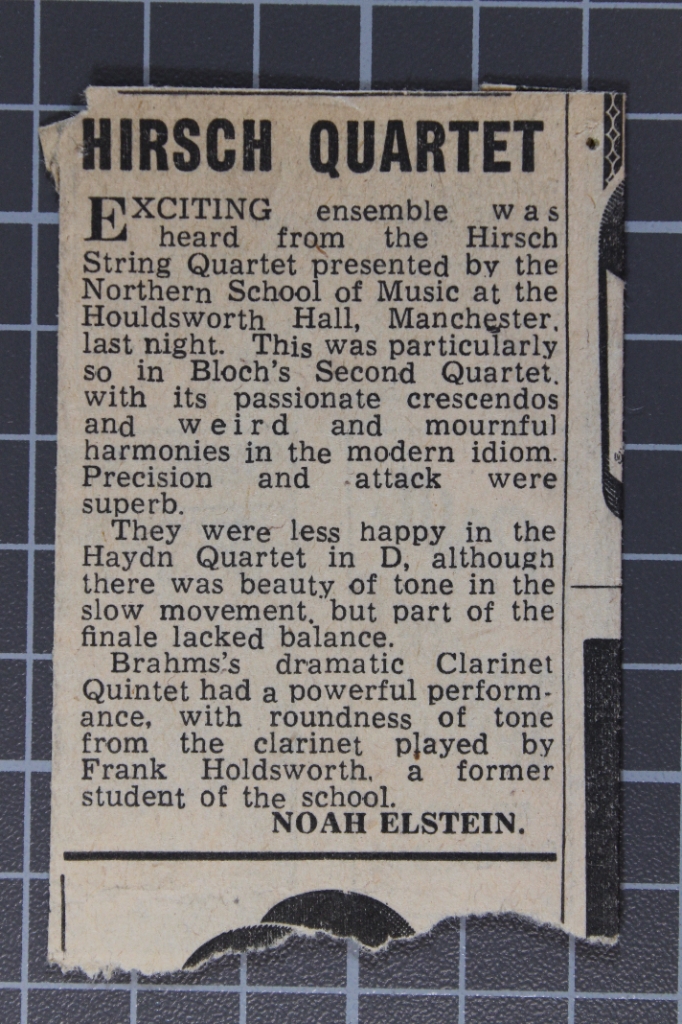 HIRSCH QUARTET
EXCITING ensemble was
heard from the Hirsch
String Quartet presented by the
Northern School of Music at the
Houldsworth Hall, Manchester,
last night. This was particularly
so in Bloch's Second Quartet,
with its passionate crescendos
and weird and mournful
harmonies in the modern idiom.
Precision and attack were
superb.
They were less happy in the
Haydn Quartet in D, although
there was beauty of tone in the
slow movement, but part of the
finale lacked balance.
Brahms's dramatic Clarinet
Quintet had a powerful perform-
ance, with roundness of tone
from the clarinet played by
Frank Holdsworth, a former
student of the school.
NOAH ELSTEIN.